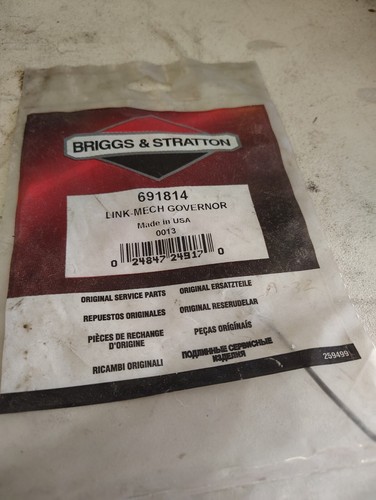 BRIGGS & STRATTON
691814
LINK-MECH GOVERNOR
Made in USA
0013
0 24847 24917 0
ORIGINAL SERVICE PARTS ORIGINAL ERSATZTEILE
REPUESTOS ORIGINALES ORIGINAL RESERUDELAR
PIÈCES DE RECHANGE
D'ORIGINE
PEÇAS ORÍGINAÍS
RICAMBI ORIGINALI
ПОДЛИННЫЕ СЕРВИСНЫЕ
ИЗДЕЛИЯ
259499